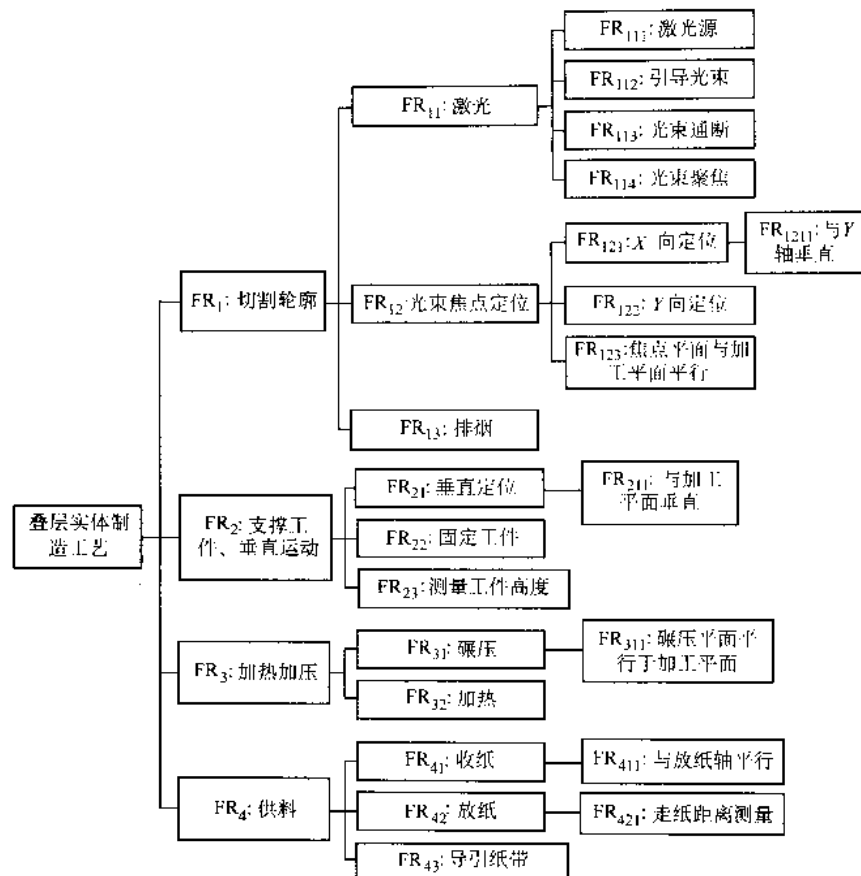 FR₁₁₁: 激光源
FR₁₁₂: 引导光束
FR₁₁: 激光
FR₁₁₃: 光束通断
FR₁₁₄: 光束聚焦
FR₁₂₁: X 向定位
FR₁₂₁₁: 与Y
轴垂直
FR₁: 切割轮廓
FR₁₂: 光束焦点定位
FR₁₂₂: Y 向定位
FR₁₂₃: 焦点平面与加
工平面平行
FR₁₃: 排烟
FR₂₁: 垂直定位
FR₂₁₁: 与加工
平面垂直
叠层实体制
造工艺
FR₂: 支撑工
件、垂直运动
FR₂₂: 固定工件
FR₂₃: 测量工件高度
FR₃₁: 碾压
FR₃₁₁: 碾压平面平
行于加工平面
FR₃: 加热加压
FR₃₂: 加热
FR₄₁: 收纸
FR₄₁₁: 与放纸轴平行
FR₄: 供料
FR₄₂: 放纸
FR₄₂₁: 走纸距离测量
FR₄₃: 导引纸带